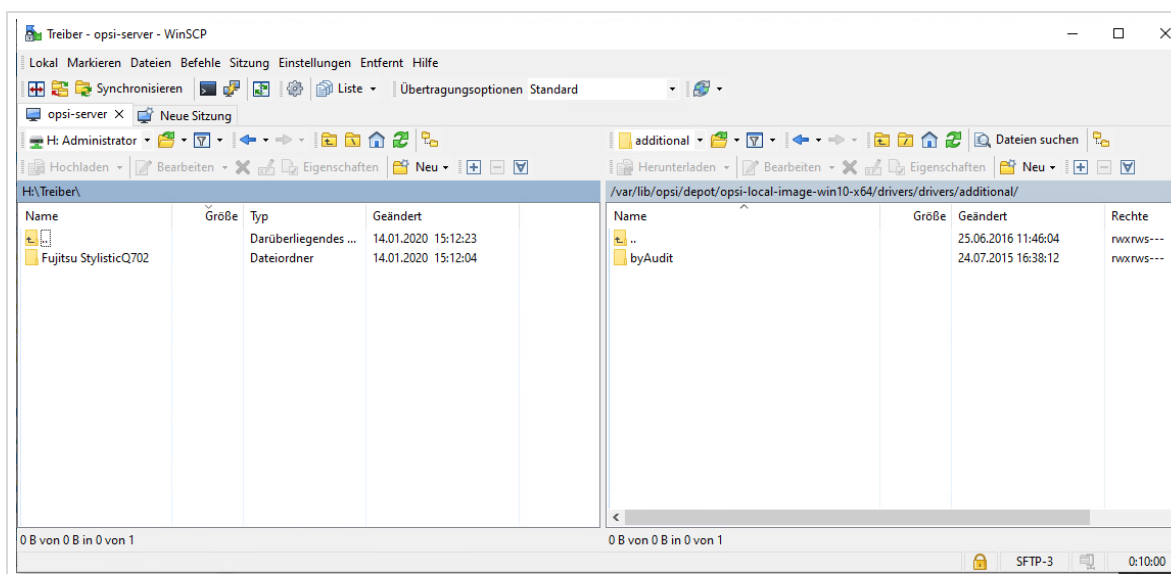 Treiber - opsi-server - WinSCP
Lokal Markieren Dateien Befehle Sitzung Einstellungen Entfernt Hilfe
Synchronisieren Liste Übertragungsoptionen Standard
opsi-server X Neue Sitzung
H: Administrator
additional Dateien suchen
Hochladen Bearbeiten Eigenschaften Neu
Herunterladen Bearbeiten Eigenschaften Neu
H:\Treiber\
Name Größe Typ Geändert
.. Darüberliegendes ... 14.01.2020 15:12:23
Fujitsu StylisticQ702 Dateiordner 14.01.2020 15:12:04
0 B von 0 B in 0 von 1
/var/lib/opsi/depot/opsi-local-image-win10-x64/drivers/drivers/additional/
Name Größe Geändert Rechte
.. 25.06.2016 11:46:04 rwxrws---
byAudit 24.07.2015 16:38:12 rwxrws---
0 B von 0 B in 0 von 1
SFTP-3 0:10:00